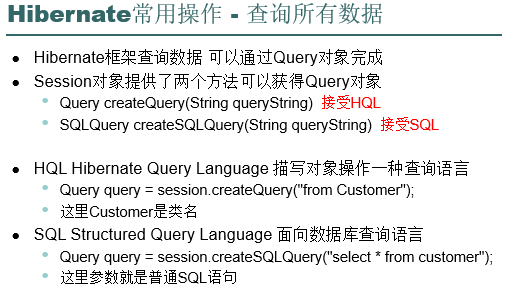 Hibernate常用操作 - 查询所有数据
Hibernate框架查询数据 可以通过Query对象完成
Session对象提供了两个方法可以获得Query对象
Query createQuery(String queryString) 接受HQL
SQLQuery createSQLQuery(String queryString) 接受SQL
HQL Hibernate Query Language 描写对象操作一种查询语言
Query query = session.createQuery("from Customer");
这里Customer是类名
SQL Structured Query Language 面向数据库查询语言
Query query = session.createSQLQuery("select * from customer");
这里参数就是普通SQL语句